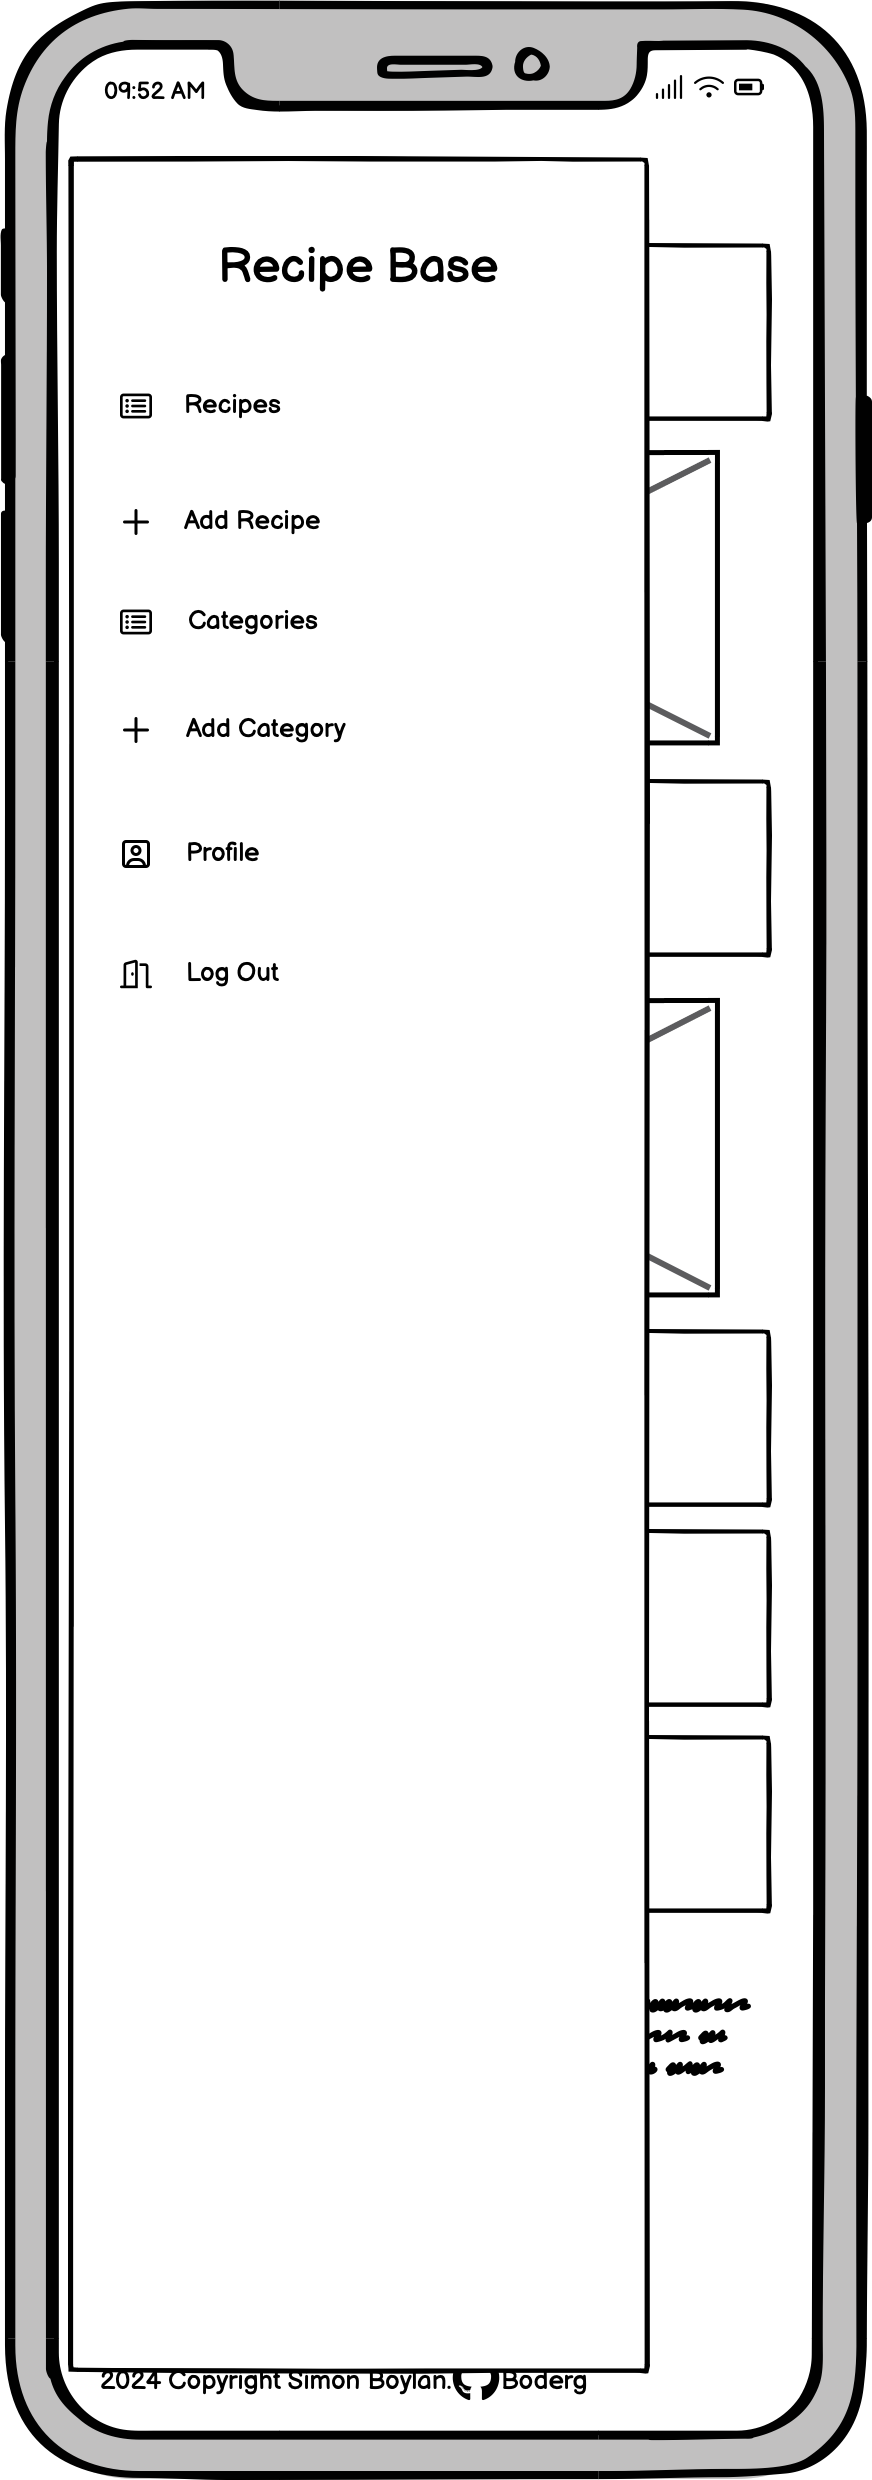 09:52 AM
Recipe Base
Recipes
Add Recipe
Categories
Add Category
Profile
Log Out
2024 Copyright Simon Boylan. Boderg